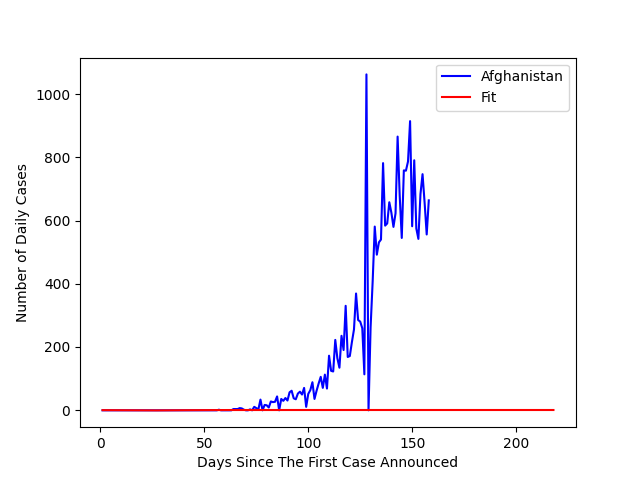 Afghanistan
Fit
1000
800
600
400
200
0
Number of Daily Cases
0 50 100 150 200
Days Since The First Case Announced